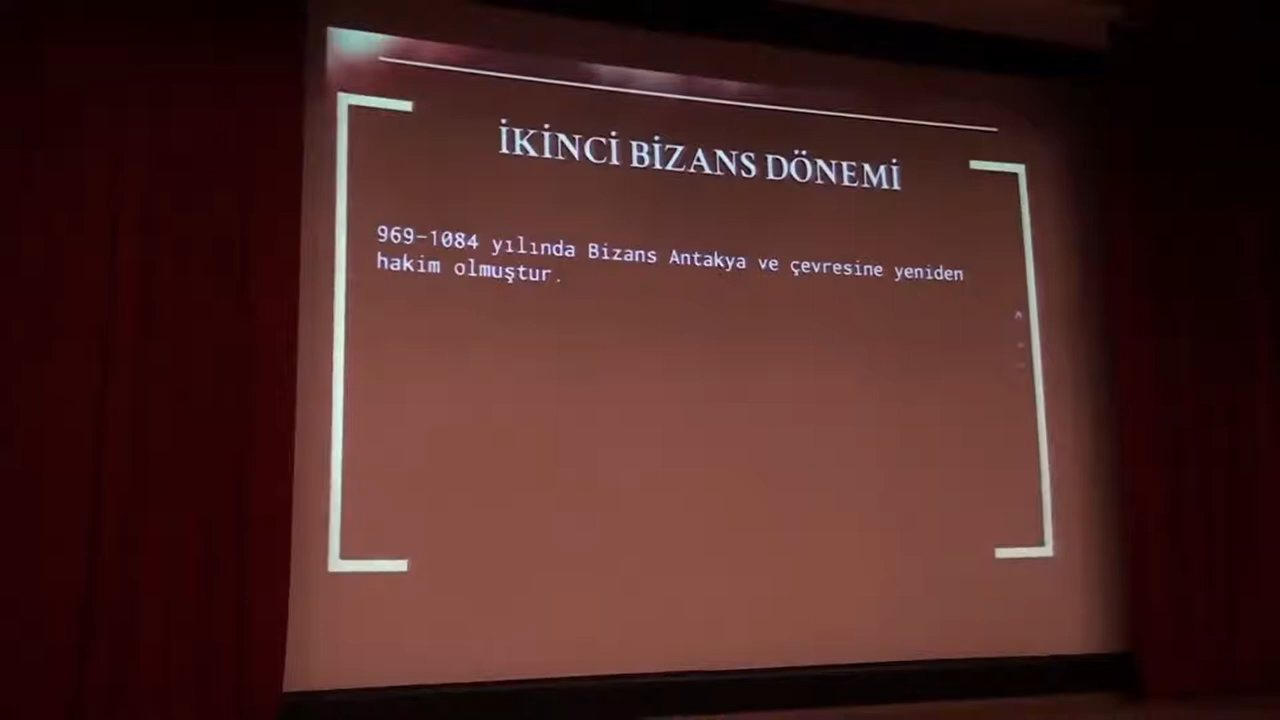 İKİNCİ BİZANS DÖNEMİ
969-1084 yılında Bizans Antakya ve çevresine yeniden
hakim olmuştur.